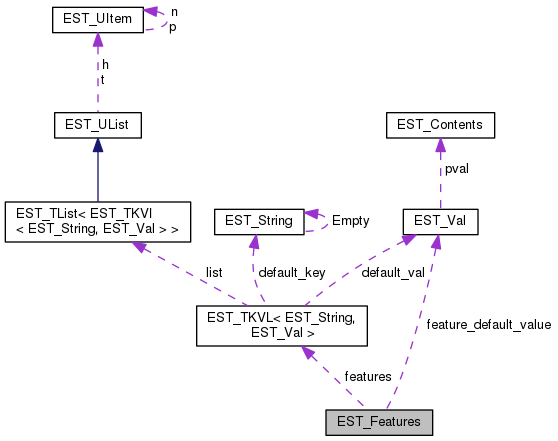 EST_UItem
n
p
h
t
EST_UList
EST_Contents
pval
EST_TList< EST_TKVI
< EST_String, EST_Val > >
EST_String
Empty
EST_Val
list
default_key
default_val
EST_TKVL< EST_String,
EST_Val >
feature_default_value
features
EST_Features